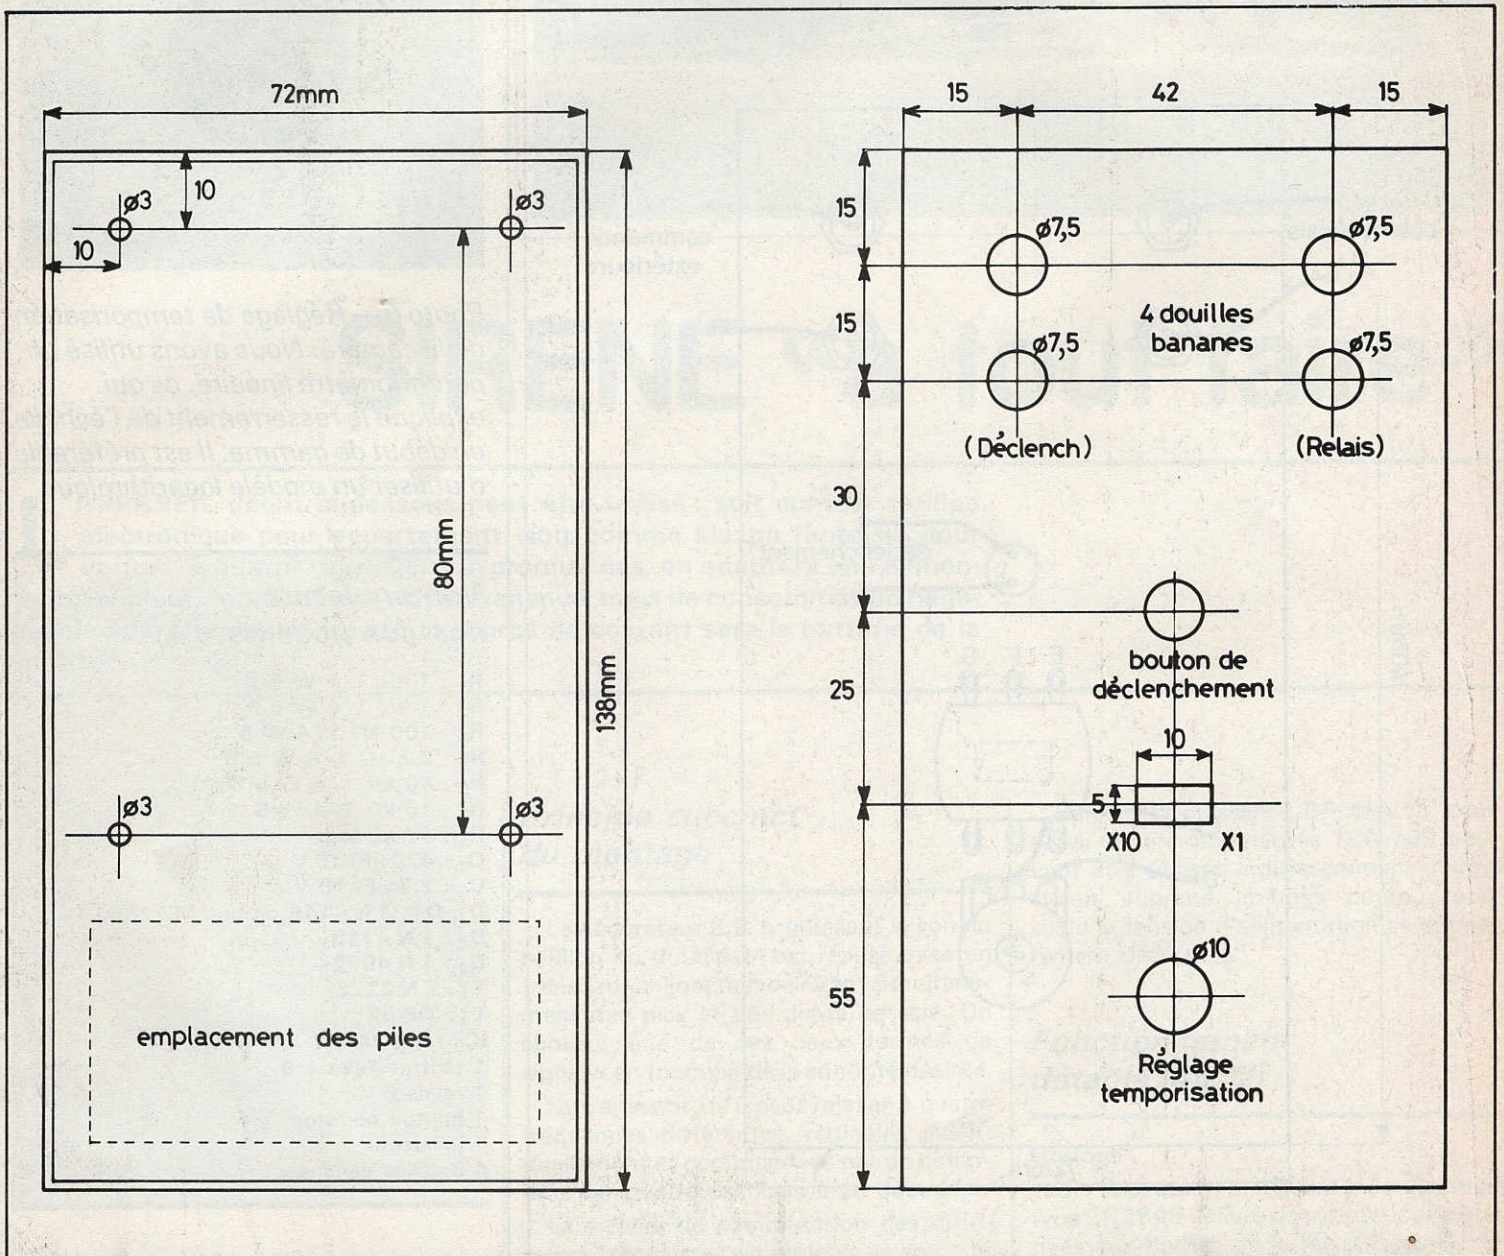 72mm
10
ø3
ø3
10
80mm
138mm
ø3
ø3
emplacement des piles
15
42
15
15
ø7,5
ø7,5
15
4 douilles
bananes
ø7,5
ø7,5
(Déclench)
(Relais)
30
bouton de
déclenchement
25
10
5
X10
X1
ø10
55
Réglage
temporisation